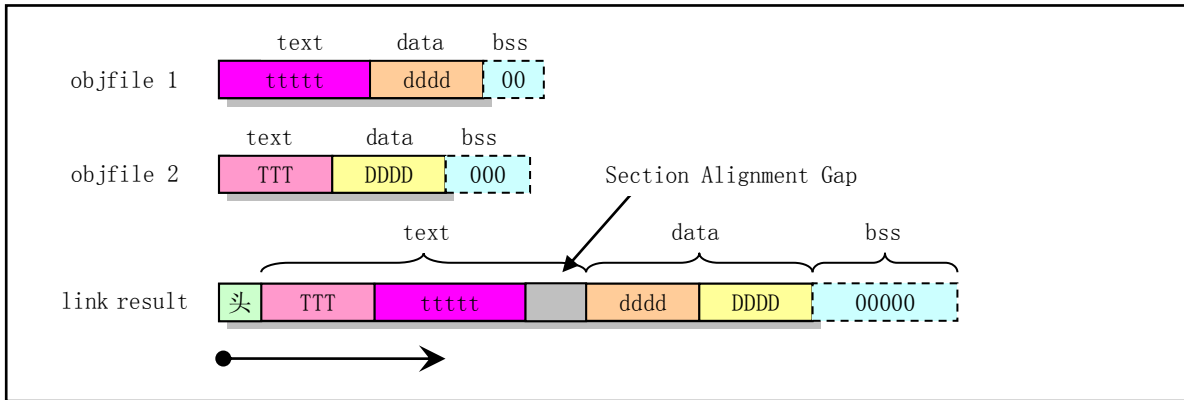 text data bss
objfile 1 ttttt dddd 00
text data bss
objfile 2 TTT DDDD 000
Section Alignment Gap
text data bss
link result 头 TTT ttttt dddd DDDD 00000